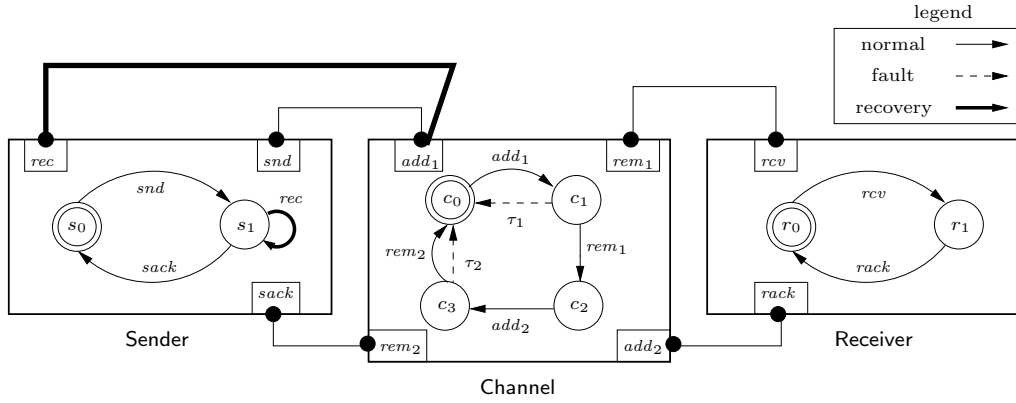 legend
normal
fault
recovery
rec
snd
add₁
rem₁
rcv
snd
s₀
s₁
rec
sack
sack
add₁
c₀
c₁
τ₁
rem₂
τ₂
rem₁
c₃
c₂
add₂
rem₂
add₂
rcv
r₀
r₁
rack
rack
Sender
Channel
Receiver